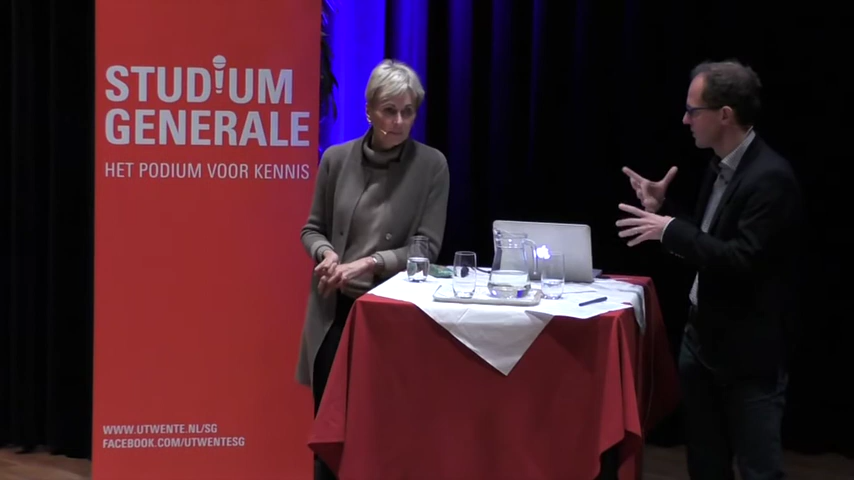 STUDIUM
GENERALE
HET PODIUM VOOR KENNIS
WWW.UTWENTE.NL/SG
FACEBOOK.COM/UTWENTESG